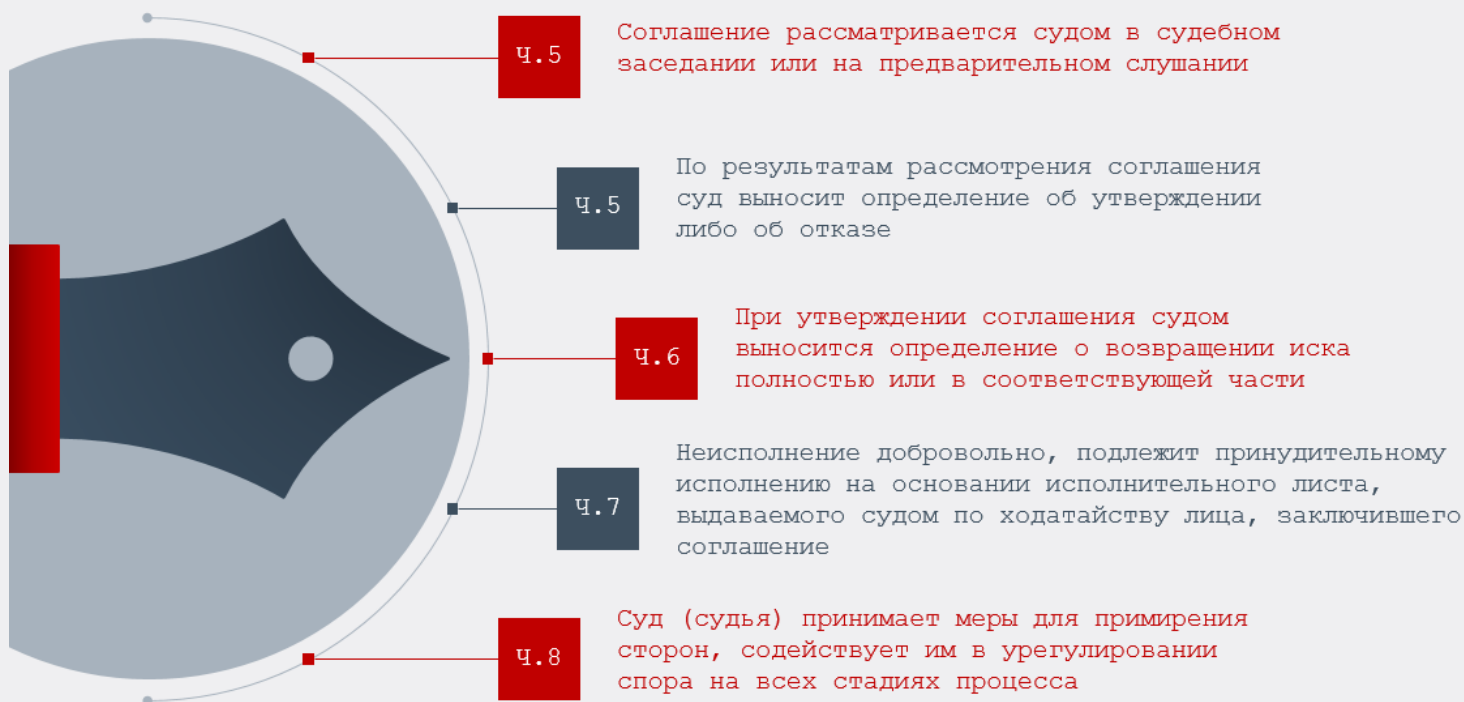 ч.5
Соглашение рассматривается судом в судебном
заседании или на предварительном слушании
ч.5
По результатам рассмотрения соглашения
суд выносит определение об утверждении
либо об отказе
ч.6
При утверждении соглашения судом
выносится определение о возвращении иска
полностью или в соответствующей части
ч.7
Неисполнение добровольно, подлежит принудительному
исполнению на основании исполнительного листа,
выдаваемого судом по ходатайству лица, заключившего
соглашение
ч.8
Суд (судья) принимает меры для примирения
сторон, содействует им в урегулировании
спора на всех стадиях процесса